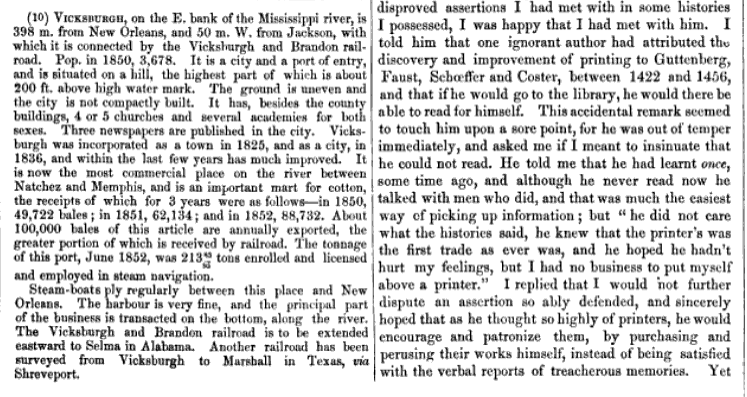 (10) VICKSBURGH, on the E. bank of the Mississippi river, is
398 m. from New Orleans, and 50 m. W. from Jackson, with
which it is connected by the Vicksburgh and Brandon rail-
road. Pop. in 1850, 3,678. It is a city and a port of entry,
and is situated on a hill, the highest part of which is about
200 ft. above high water mark. The ground is uneven and
the city is not compactly built. It has, besides the county
buildings, 4 or 5 churches and several academies for both
sexes. Three newspapers are published in the city. Vicks-
burgh was incorporated as a town in 1825, and as a city, in
1836, and within the last few years has much improved. It
is now the most commercial place on the river between
Natchez and Memphis, and is an important mart for cotton,
the receipts of which for 3 years were as follows—in 1850,
49,722 bales; in 1851, 62,134; and in 1852, 88,732. About
100,000 bales of this article are annually exported, the
greater portion of which is received by railroad. The tonnage
of this port, June 1852, was 213 tons enrolled and licensed
and employed in steam navigation.
Steam-boats ply regularly between this place and New
Orleans. The harbour is very fine, and the principal part
of the business is transacted on the bottom, along the river.
The Vicksburgh and Brandon railroad is to be extended
eastward to Selma in Alabama. Another railroad has been
surveyed from Vicksburgh to Marshall in Texas, via
Shreveport.
disproved assertions I had met with in some histories
I possessed, I was happy that I had met with him. I
told him that one ignorant author had attributed the
discovery and improvement of printing to Guttenberg,
Faust, Schœffer and Coster, between 1422 and 1456,
and that if he would go to the library, he would there be
able to read for himself. This accidental remark seemed
to touch him upon a sore point, for he was out of temper
immediately, and asked me if I meant to insinuate that
he could not read. He told me that he had learnt once,
some time ago, and although he never read now he
talked with men who did, and that was much the easiest
way of picking up information; but "he did not care
what the histories said, he knew that the printer's was
the first trade as ever was, and he hoped he hadn't
hurt my feelings, but I had no business to put myself
above a printer." I replied that I would not further
dispute an assertion so ably defended, and sincerely
hoped that as he thought so highly of printers, he would
encourage and patronize them, by purchasing and
perusing their works himself, instead of being satisfied
with the verbal reports of treacherous memories. Yet